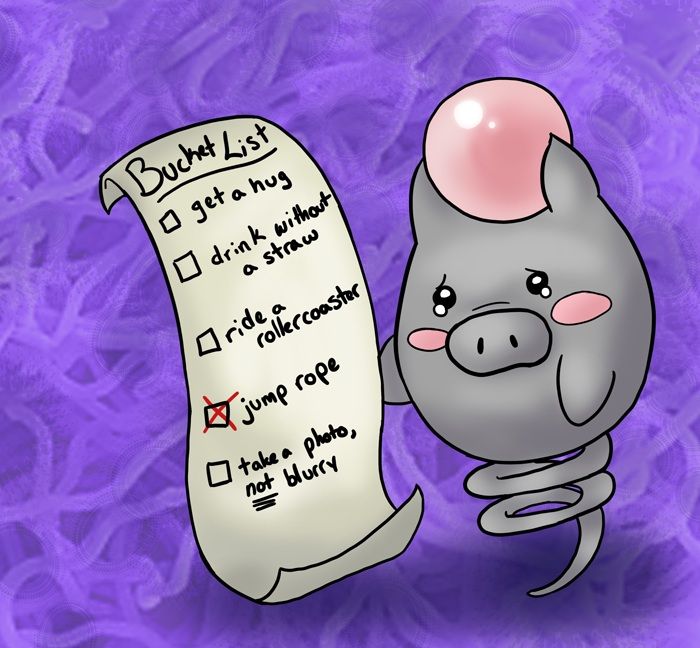 Bucket List
get a hug
drink without
a straw
ride a
rollercoaster
jump rope
take a photo,
not blurry